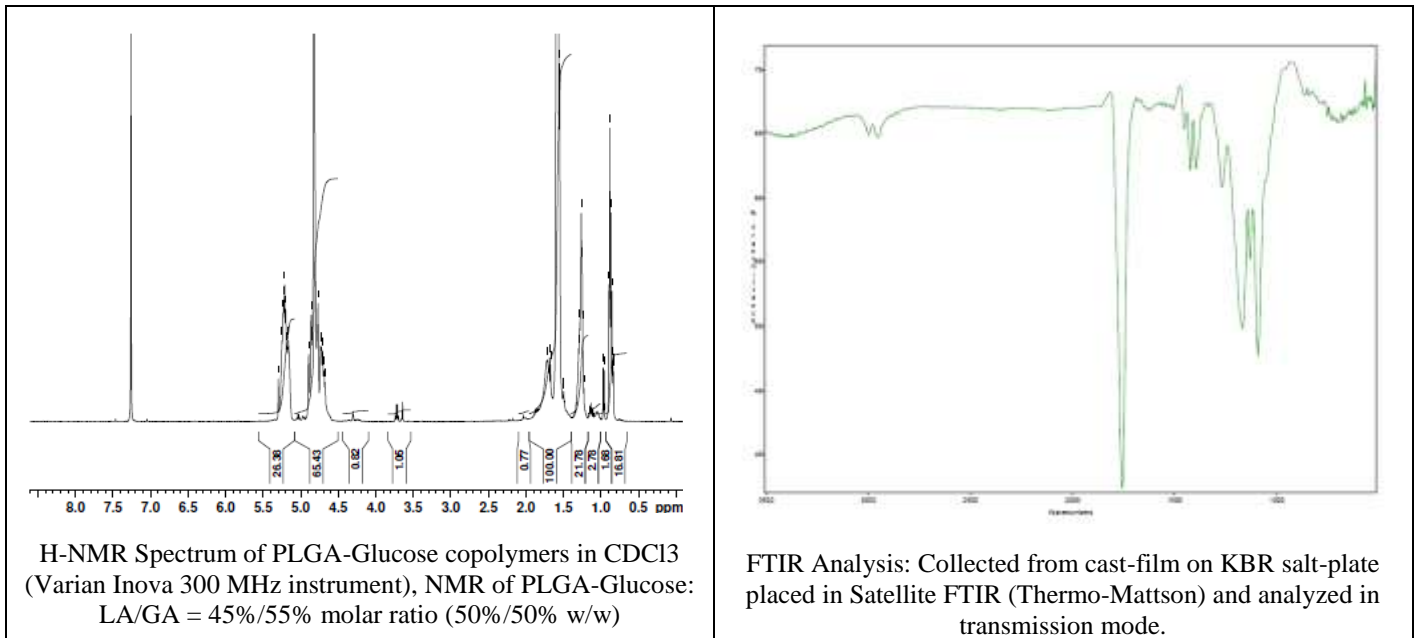 26.38
65.43
0.82
1.05
0.77
100.00
21.78
2.78
1.68
16.81
8.0 7.5 7.0 6.5 6.0 5.5 5.0 4.5 4.0 3.5 3.0 2.5 2.0 1.5 1.0 0.5 ppm
H-NMR Spectrum of PLGA-Glucose copolymers in CDCl3
(Varian Inova 300 MHz instrument), NMR of PLGA-Glucose:
LA/GA = 45%/55% molar ratio (50%/50% w/w)
FTIR Analysis: Collected from cast-film on KBR salt-plate
placed in Satellite FTIR (Thermo-Mattson) and analyzed in
transmission mode.